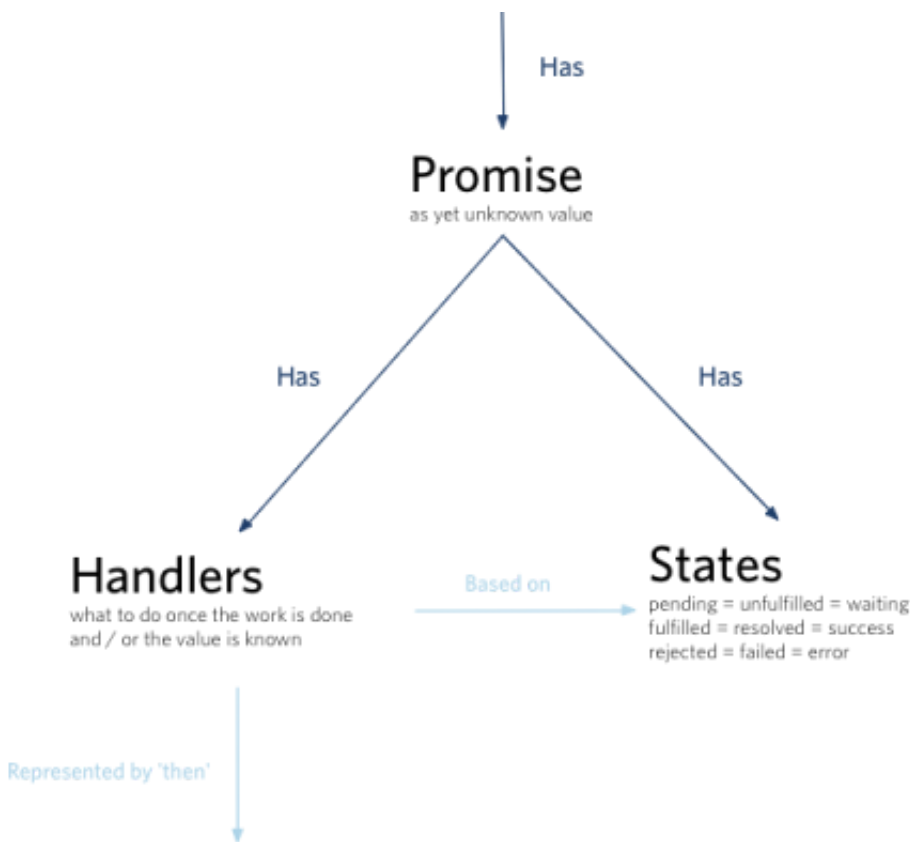 Has
Promise
as yet unknown value
Has
Has
Handlers
what to do once the work is done
and / or the value is known
Based on
States
pending = unfulfilled = waiting
fulfilled = resolved = success
rejected = failed = error
Represented by 'then'